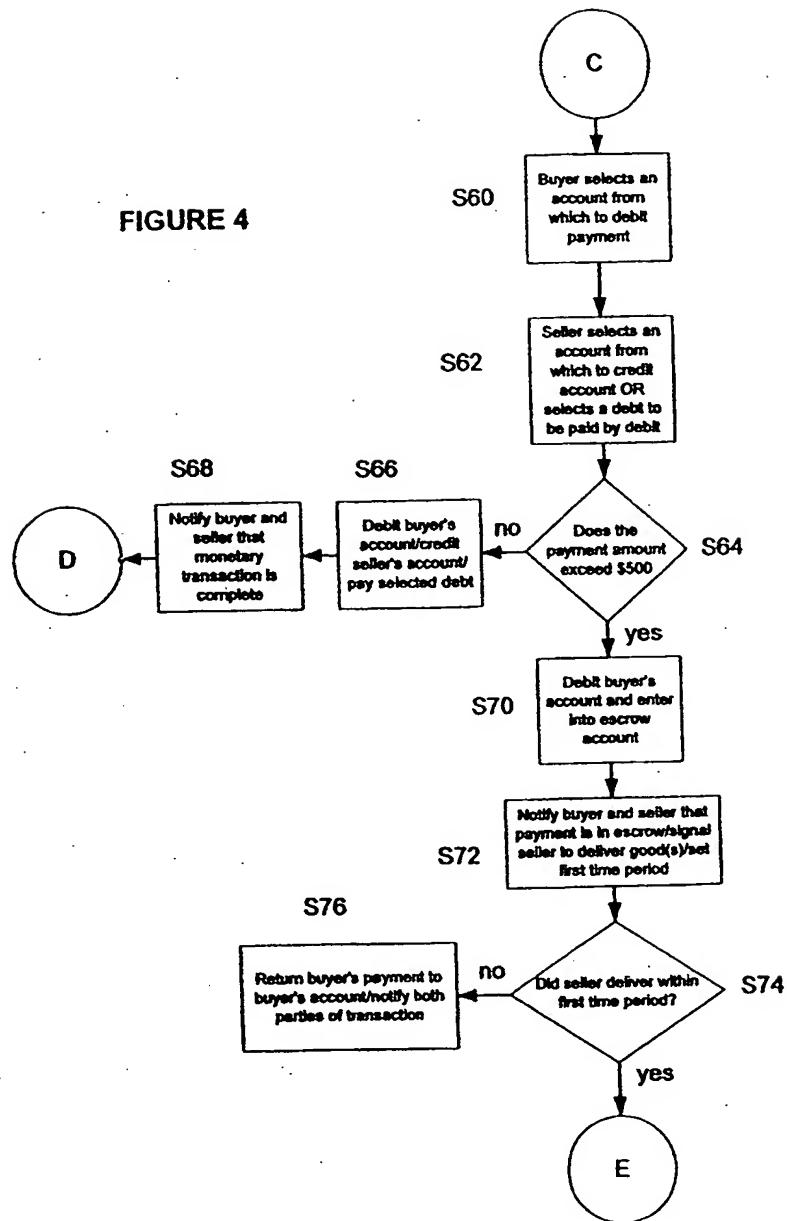 C
FIGURE 4
S60
Buyer selects an
account from
which to debit
payment
S62
Seller selects an
account from
which to credit
account OR
selects a debt to
be paid by debit
S68
S66
Notify buyer and
seller that
monetary
transaction is
complete
Debit buyer's
account/credit
seller's account/
pay selected debt
no
Does the
payment amount
exceed $500
S64
D
yes
S70
Debit buyer's
account and enter
into escrow
account
S72
Notify buyer and seller that
payment is in escrow/signal
seller to deliver good(s)/set
first time period
S76
Return buyer's payment to
buyer's account/notify both
parties of transaction
no
Did seller deliver within
first time period?
S74
yes
E